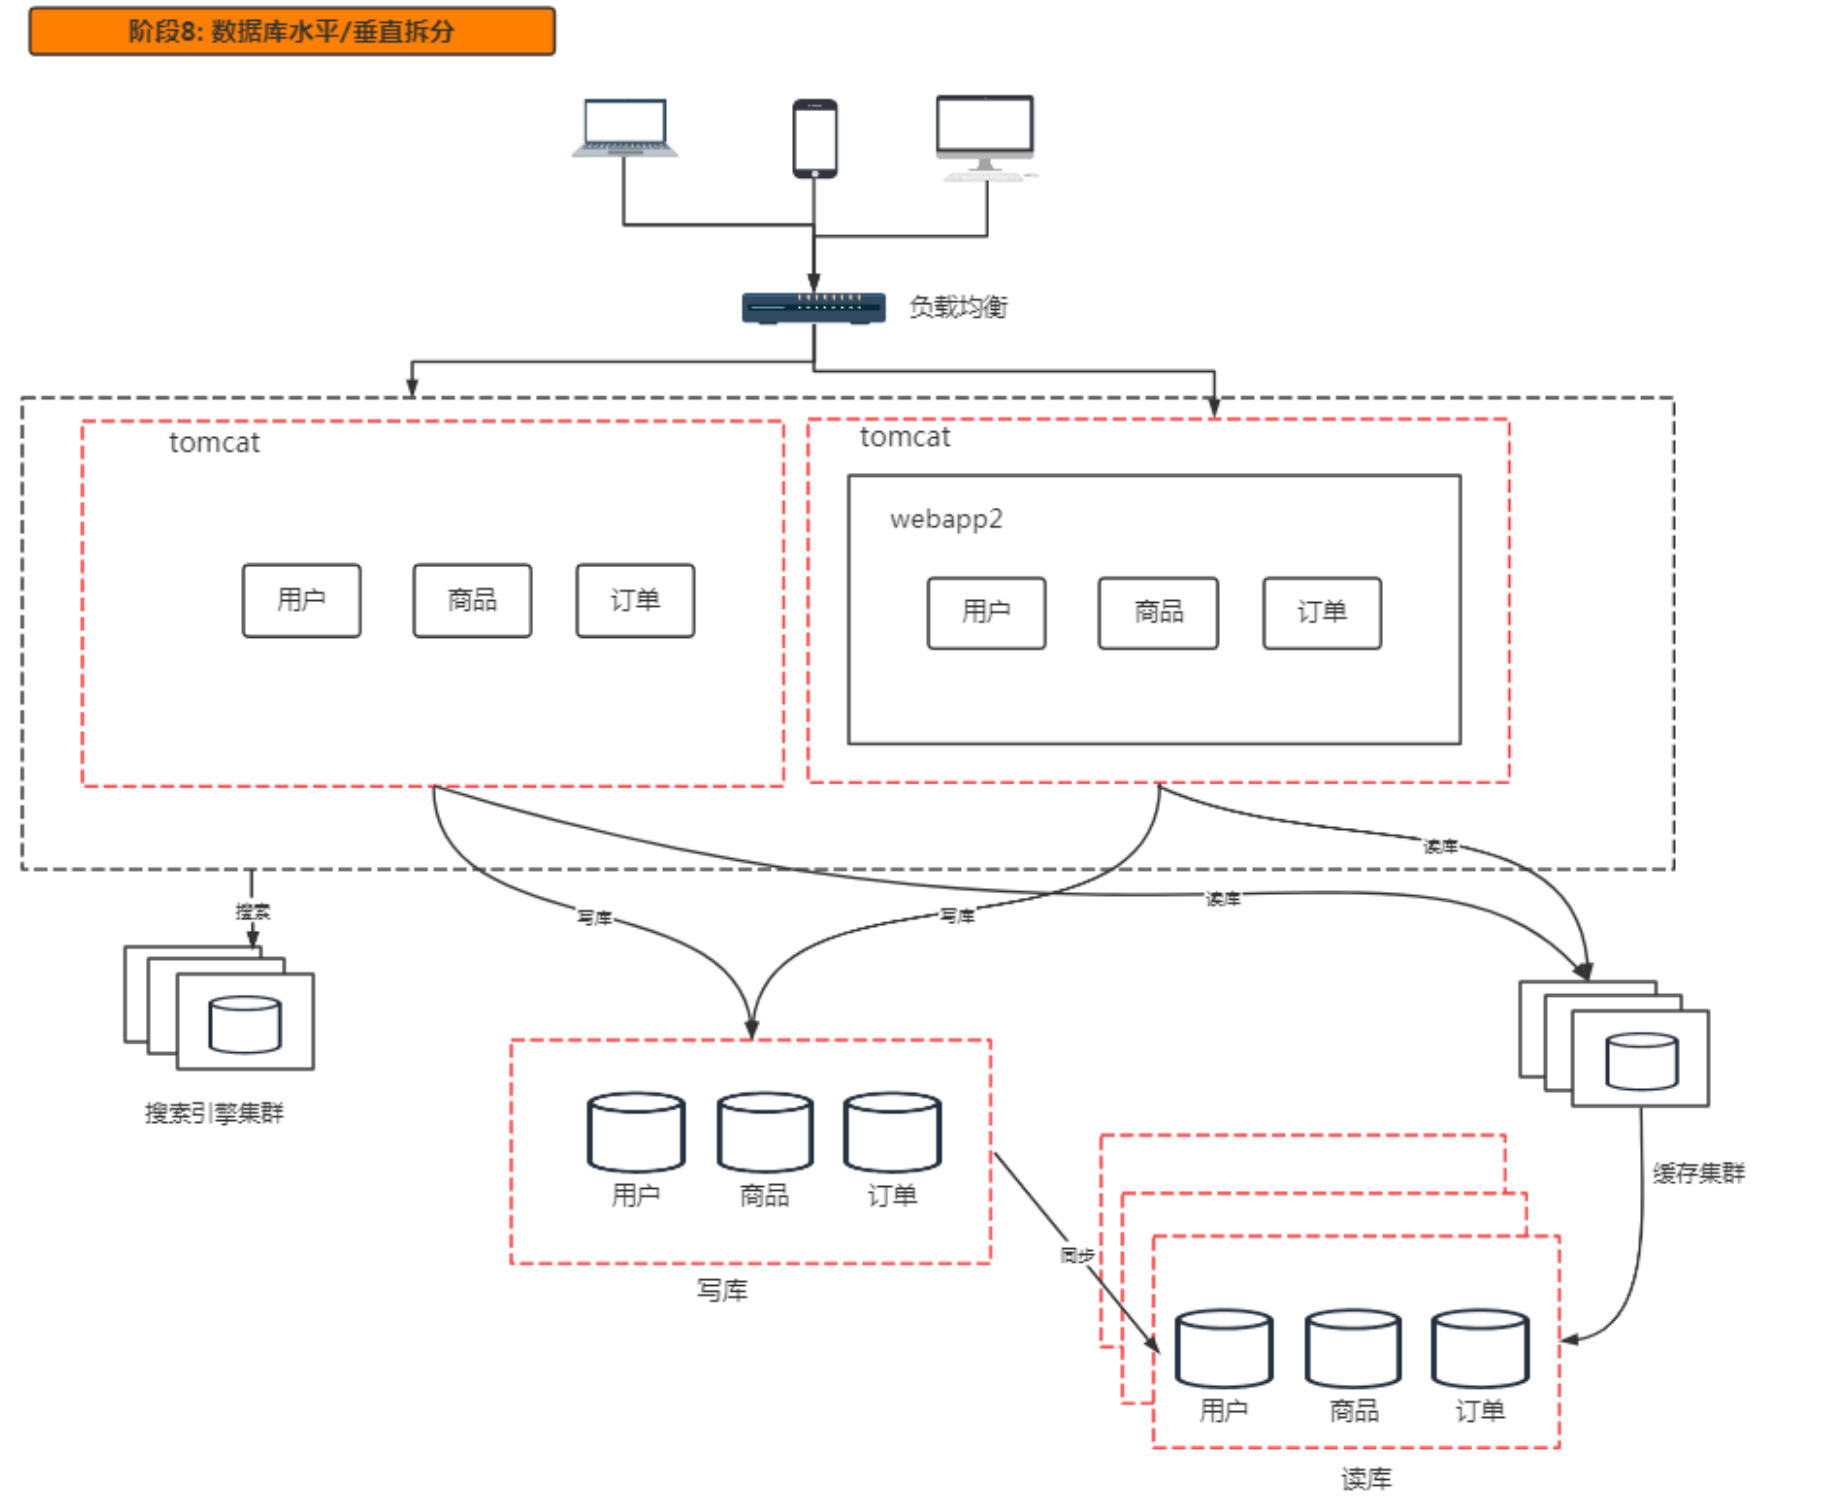 阶段8: 数据库水平/垂直拆分
负载均衡
tomcat
用户
商品
订单
tomcat
webapp2
用户
商品
订单
搜索
写库
写库
读库
读库
搜索引擎集群
用户
商品
订单
写库
同步
缓存集群
用户
商品
订单
读库